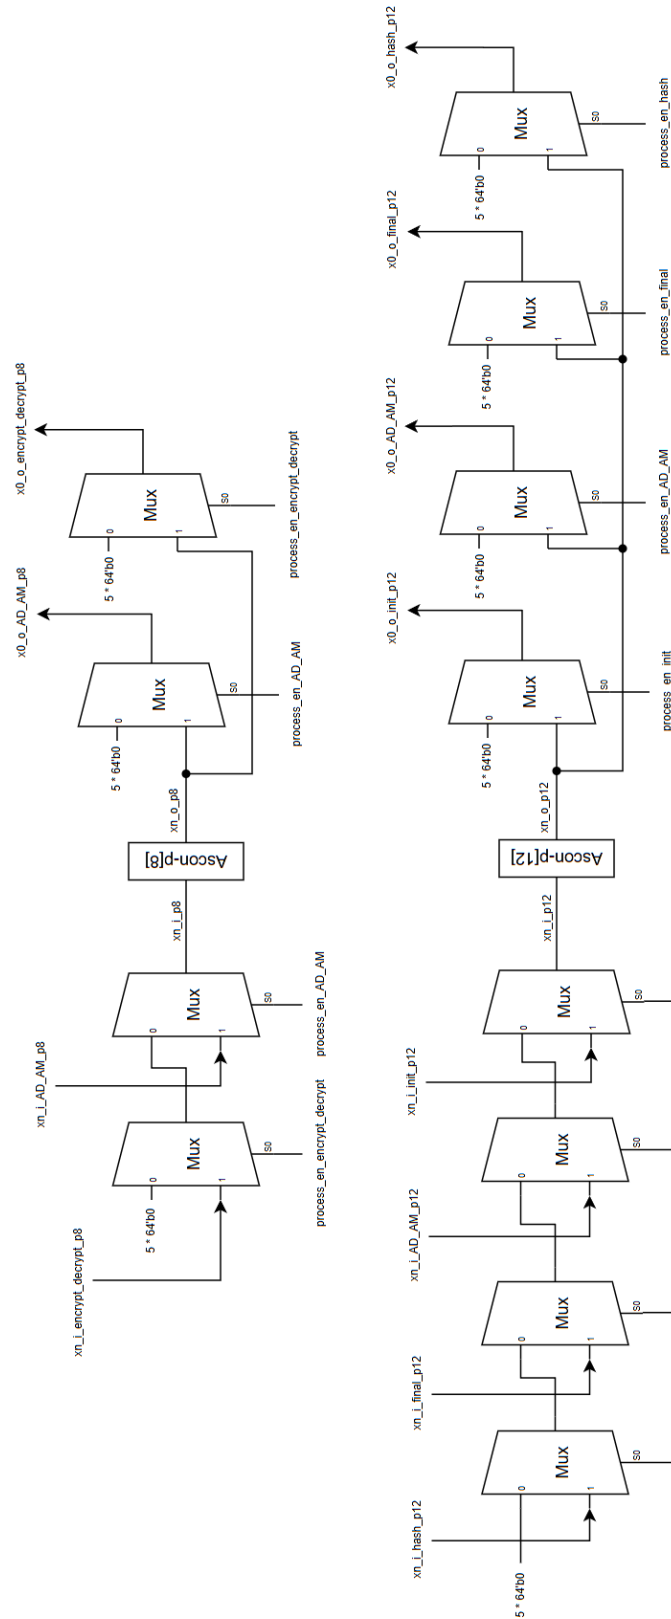 xn_i_encrypt_decrypt_p8
5 * 64'b0
0
1
Mux
S0
process_en_encrypt_decrypt
xn_i_AD_AM_p8
0
1
Mux
S0
process_en_AD_AM
xn_i_p8
Ascon-p[8]
xn_o_p8
5 * 64'b0
0
1
Mux
S0
process_en_AD_AM
x0_o_AD_AM_p8
5 * 64'b0
0
1
Mux
S0
process_en_encrypt_decrypt
x0_o_encrypt_decrypt_p8
5 * 64'b0
xn_i_hash_p12
0
1
Mux
S0
xn_i_final_p12
0
1
Mux
S0
xn_i_AD_AM_p12
0
1
Mux
S0
xn_i_init_p12
0
1
Mux
S0
xn_i_p12
Ascon-p[12]
xn_o_p12
5 * 64'b0
0
1
Mux
S0
process_en_init
x0_o_init_p12
5 * 64'b0
0
1
Mux
S0
process_en_AD_AM
x0_o_AD_AM_p12
5 * 64'b0
0
1
Mux
S0
process_en_final
x0_o_final_p12
5 * 64'b0
0
1
Mux
S0
process_en_hash
x0_o_hash_p12